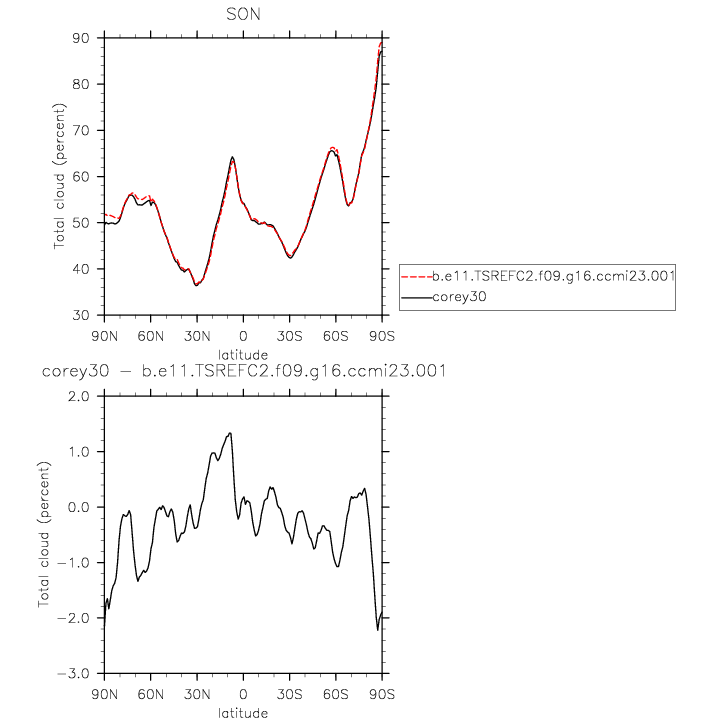 SON
90
80
70
60
50
40
30
Total cloud (percent)
90N 60N 30N 0 30S 60S 90S
latitude
b.e11.TSREFC2.f09.g16.ccmi23.001
corey30
corey30 − b.e11.TSREFC2.f09.g16.ccmi23.001
2.0
1.0
0.0
−1.0
−2.0
−3.0
Total cloud (percent)
90N 60N 30N 0 30S 60S 90S
latitude